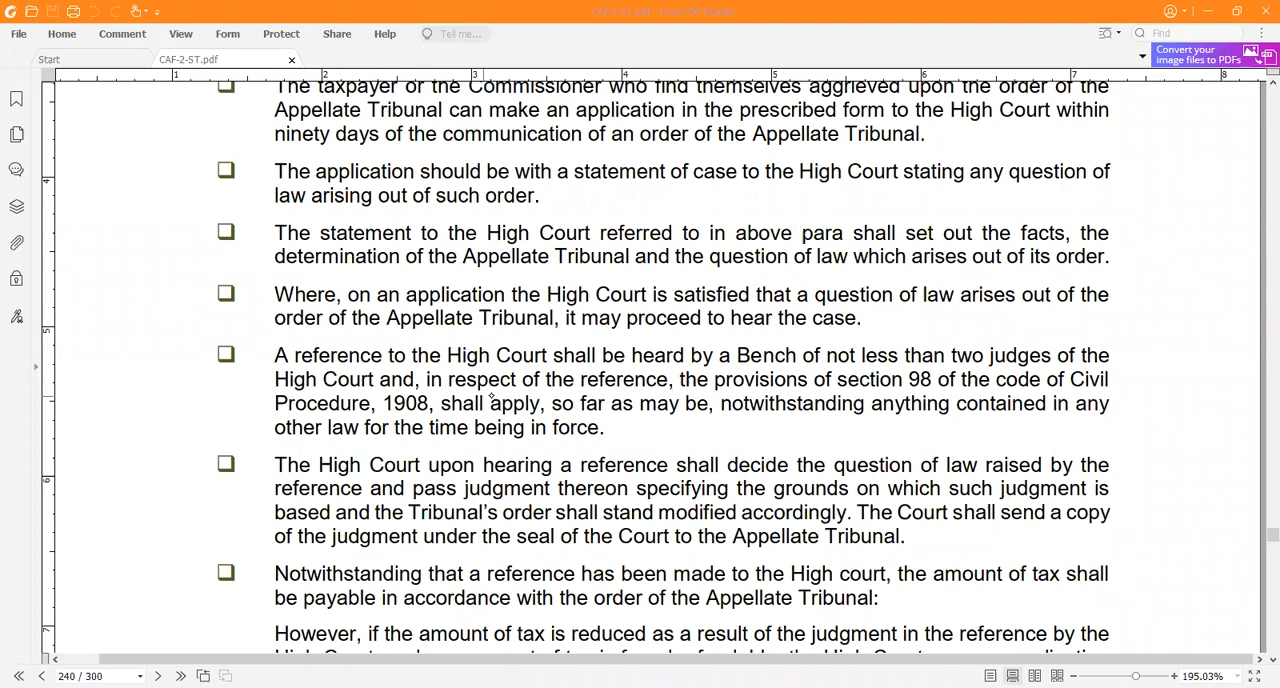 CAF-2-ST.pdf - Foxit PDF Reader
File Home Comment View Form Protect Share Help Tell me... Find
Start CAF-2-ST.pdf
Convert your
image files to PDFs
1 2 3 4 5 6 7 8
The taxpayer or the Commissioner who find themselves aggrieved upon the order of the
Appellate Tribunal can make an application in the prescribed form to the High Court within
ninety days of the communication of an order of the Appellate Tribunal.
The application should be with a statement of case to the High Court stating any question of
law arising out of such order.
The statement to the High Court referred to in above para shall set out the facts, the
determination of the Appellate Tribunal and the question of law which arises out of its order.
Where, on an application the High Court is satisfied that a question of law arises out of the
order of the Appellate Tribunal, it may proceed to hear the case.
A reference to the High Court shall be heard by a Bench of not less than two judges of the
High Court and, in respect of the reference, the provisions of section 98 of the code of Civil
Procedure, 1908, shall apply, so far as may be, notwithstanding anything contained in any
other law for the time being in force.
The High Court upon hearing a reference shall decide the question of law raised by the
reference and pass judgment thereon specifying the grounds on which such judgment is
based and the Tribunal's order shall stand modified accordingly. The Court shall send a copy
of the judgment under the seal of the Court to the Appellate Tribunal.
Notwithstanding that a reference has been made to the High court, the amount of tax shall
be payable in accordance with the order of the Appellate Tribunal:
However, if the amount of tax is reduced as a result of the judgment in the reference by the
240 / 300 195.03%